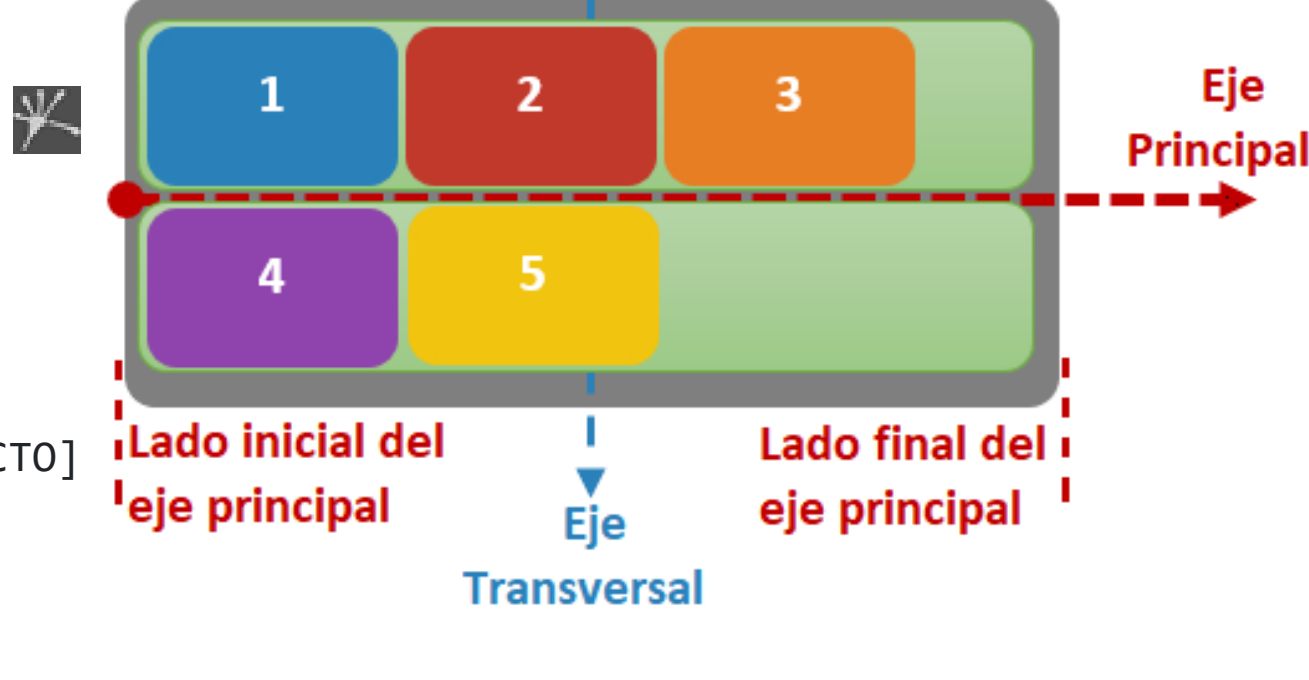 1
2
3
Eje
Principal
4
5
CTO]
Lado inicial del
eje principal
Lado final del
eje principal
Eje
Transversal